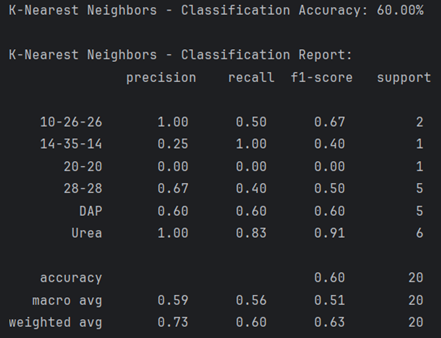 K-Nearest Neighbors - Classification Accuracy: 60.00%
K-Nearest Neighbors - Classification Report:
precision recall f1-score support
10-26-26 1.00 0.50 0.67 2
14-35-14 0.25 1.00 0.40 1
20-20 0.00 0.00 0.00 1
28-28 0.67 0.40 0.50 5
DAP 0.60 0.60 0.60 5
Urea 1.00 0.83 0.91 6
accuracy 0.60 20
macro avg 0.59 0.56 0.51 20
weighted avg 0.73 0.60 0.63 20